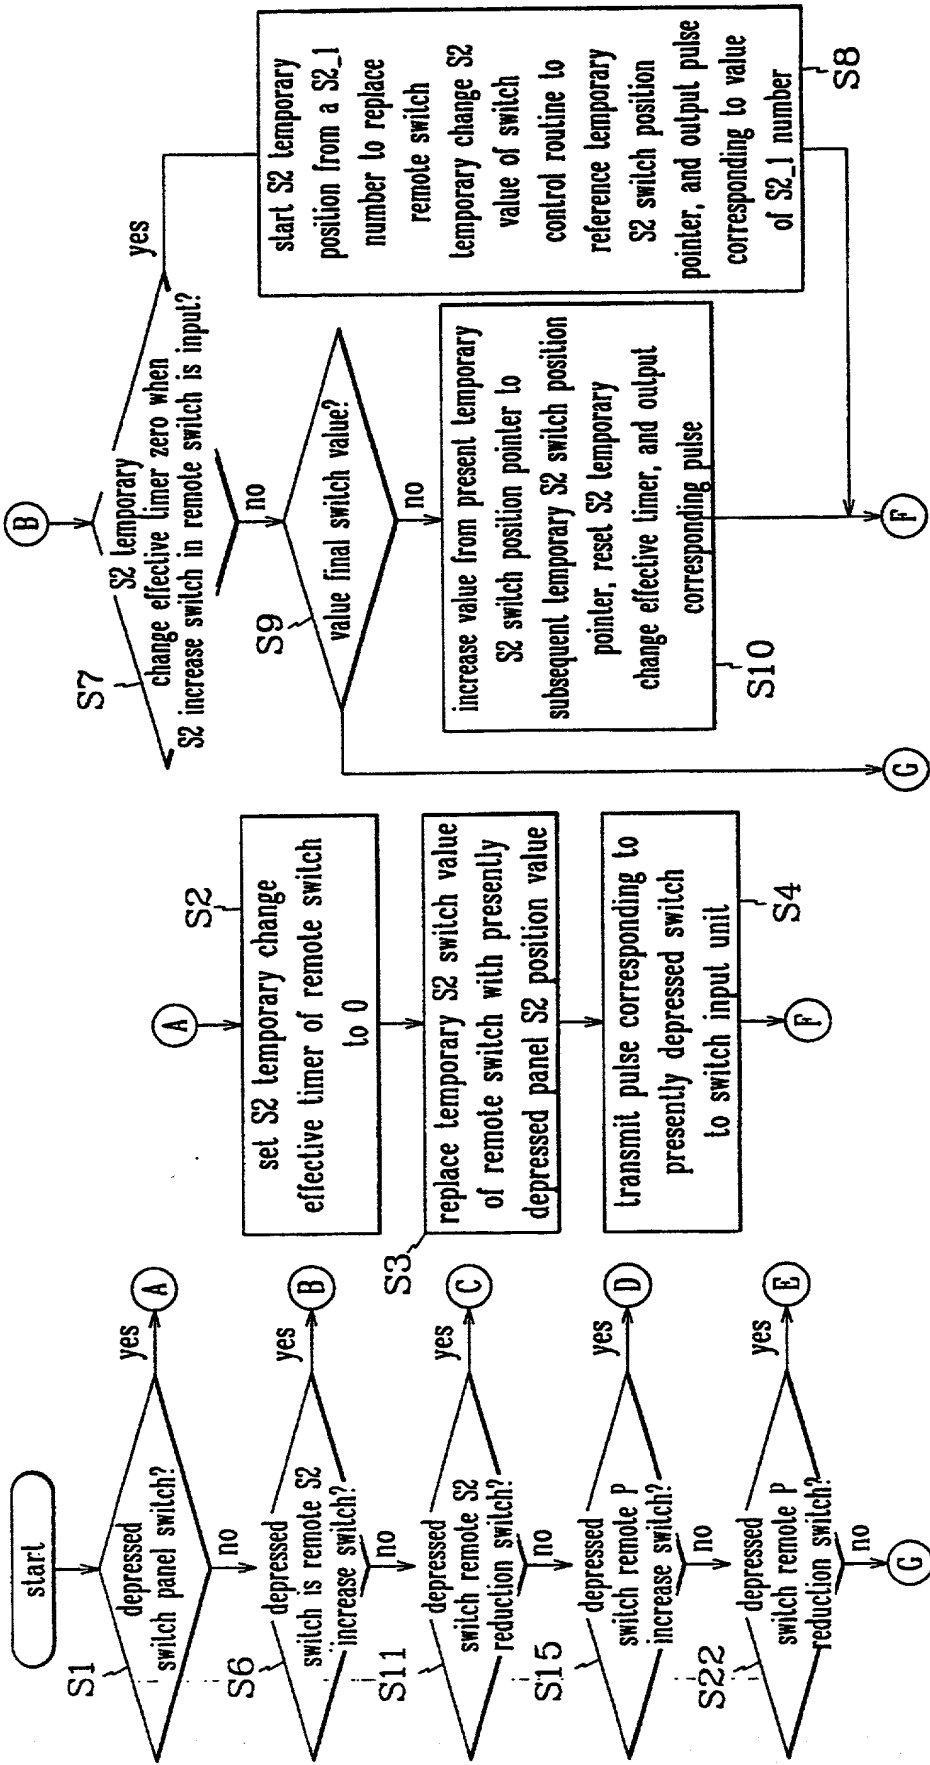 start
depressed
switch panel switch?
S1
yes
A
no
depressed
switch is remote S2
increase switch?
S6
yes
B
no
depressed
switch remote S2
reduction switch?
S11
yes
C
no
depressed
switch remote P
increase switch?
S15
yes
D
no
depressed
switch remote P
reduction switch?
S22
yes
E
no
G
A
set S2 temporary change
effective timer of remote switch
to 0
S2
replace temporary S2 switch value
of remote switch with presently
depressed panel S2 position value
S3
transmit pulse corresponding to
presently depressed switch
to switch input unit
S4
F
B
S2 temporary
change effective timer zero when
S2 increase switch in remote switch is input?
S7
yes
no
start S2 temporary
position from a S2_1
number to replace
remote switch
temporary change S2
value of switch
control routine to
reference temporary
S2 switch position
pointer, and output pulse
corresponding to value
of S2_1 number
S8
value final switch value?
S9
no
increase value from present temporary
S2 switch position pointer to
subsequent temporary S2 switch position
pointer, reset S2 temporary
change effective timer, and output
corresponding pulse
S10
G
F